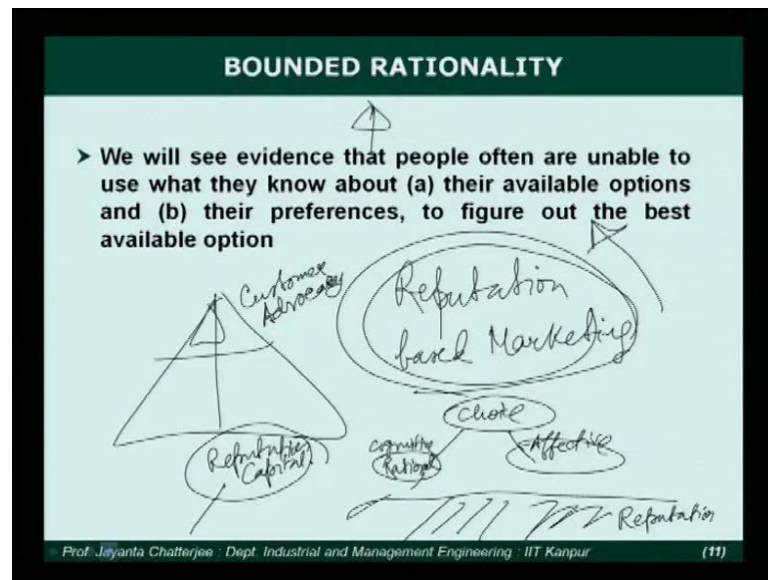 BOUNDED RATIONALITY
➤ We will see evidence that people often are unable to
use what they know about (a) their available options
and (b) their preferences, to figure out the best
available option
Customer
Advocacy
Reputation
based Marketing
Choice
Cognitive
Rational
Affective
Reputation
Capital
Reputation
Prof. Jayanta Chatterjee : Dept. Industrial and Management Engineering : IIT Kanpur (11)